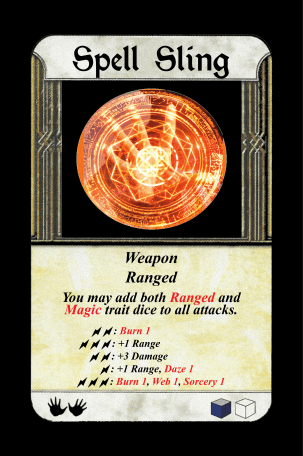 Spell Sling
Weapon
Ranged
You may add both Ranged and
Magic trait dice to all attacks.
: Burn 1
: +1 Range
: +3 Damage
: +1 Range, Daze 1
: Burn 1, Web 1, Sorcery 1